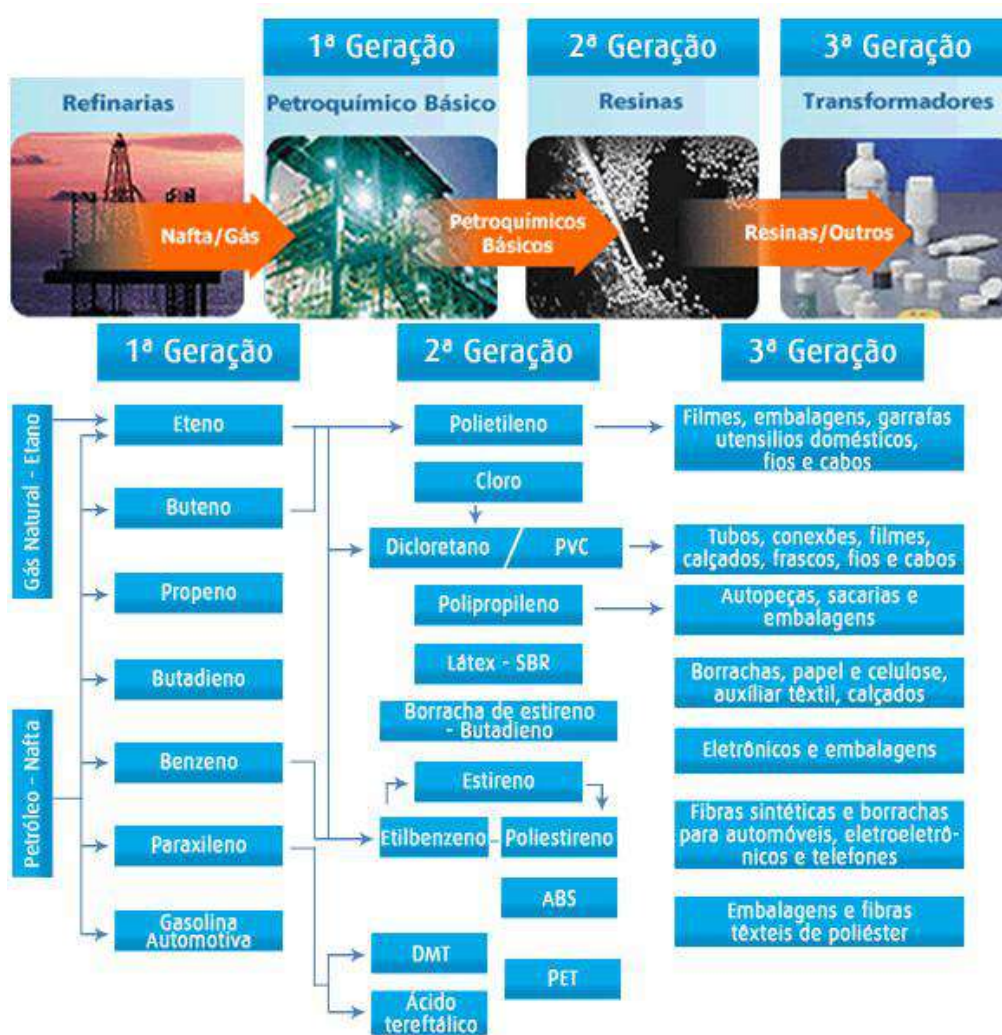 1ª Geração
2ª Geração
3ª Geração
Refinarias
Petroquímico Básico
Resinas
Transformadores
Nafta/Gás
Petroquímicos
Básicos
Resinas/Outros
1ª Geração
2ª Geração
3ª Geração
Gás Natural - Etano
Petróleo - Nafta
Eteno
Buteno
Propeno
Butadieno
Benzeno
Paraxileno
Gasolina
Automotiva
Polietileno
Cloro
Dicloretano / PVC
Polipropileno
Látex - SBR
Borracha de estireno
- Butadieno
Estireno
Etilbenzeno - Poliestireno
ABS
DMT
PET
Ácido
tereftálico
Filmes, embalagens, garrafas
utensilios domésticos,
fios e cabos
Tubos, conexões, filmes,
calçados, frascos, fios e cabos
Autopeças, sacarias e
embalagens
Borrachas, papel e celulose,
auxíliar têxtil, calçados
Eletrônicos e embalagens
Fibras sintéticas e borrachas
para automóveis, eletroeletrô-
nicos e telefones
Embalagens e fibras
têxteis de poliéster